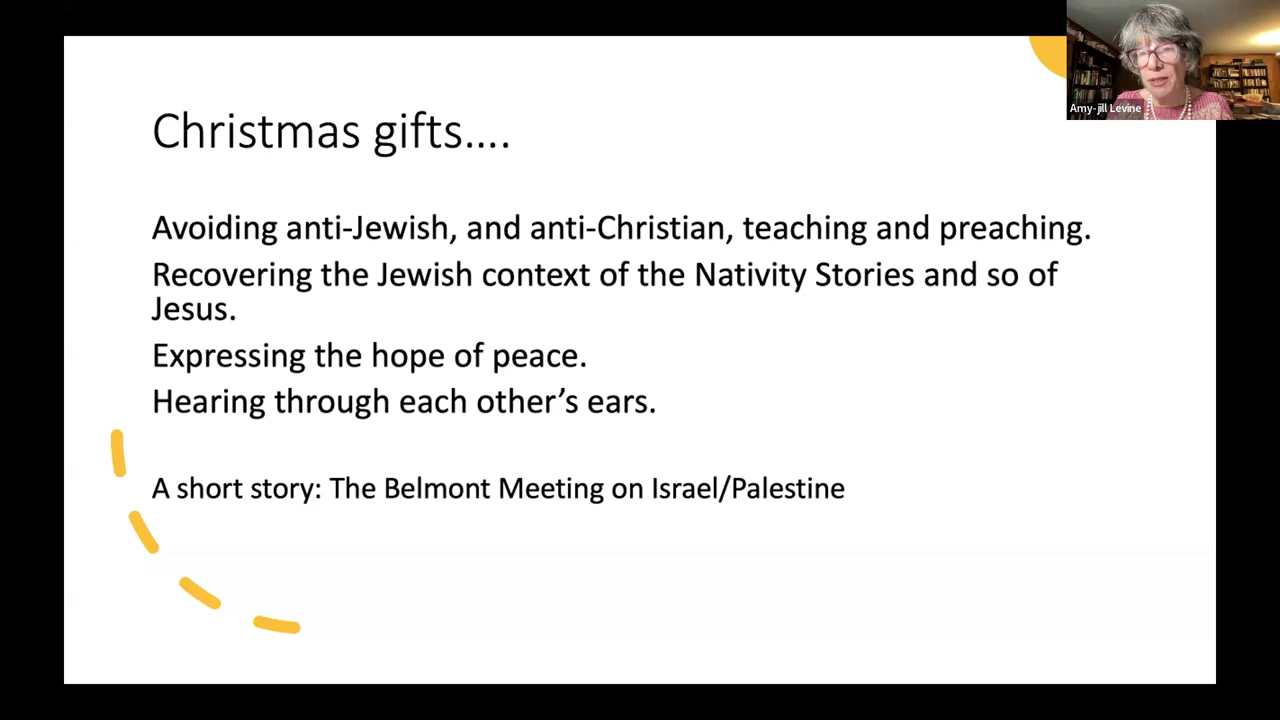 Amy-jill Levine
Christmas gifts....
Avoiding anti-Jewish, and anti-Christian, teaching and preaching.
Recovering the Jewish context of the Nativity Stories and so of
Jesus.
Expressing the hope of peace.
Hearing through each other’s ears.
A short story: The Belmont Meeting on Israel/Palestine